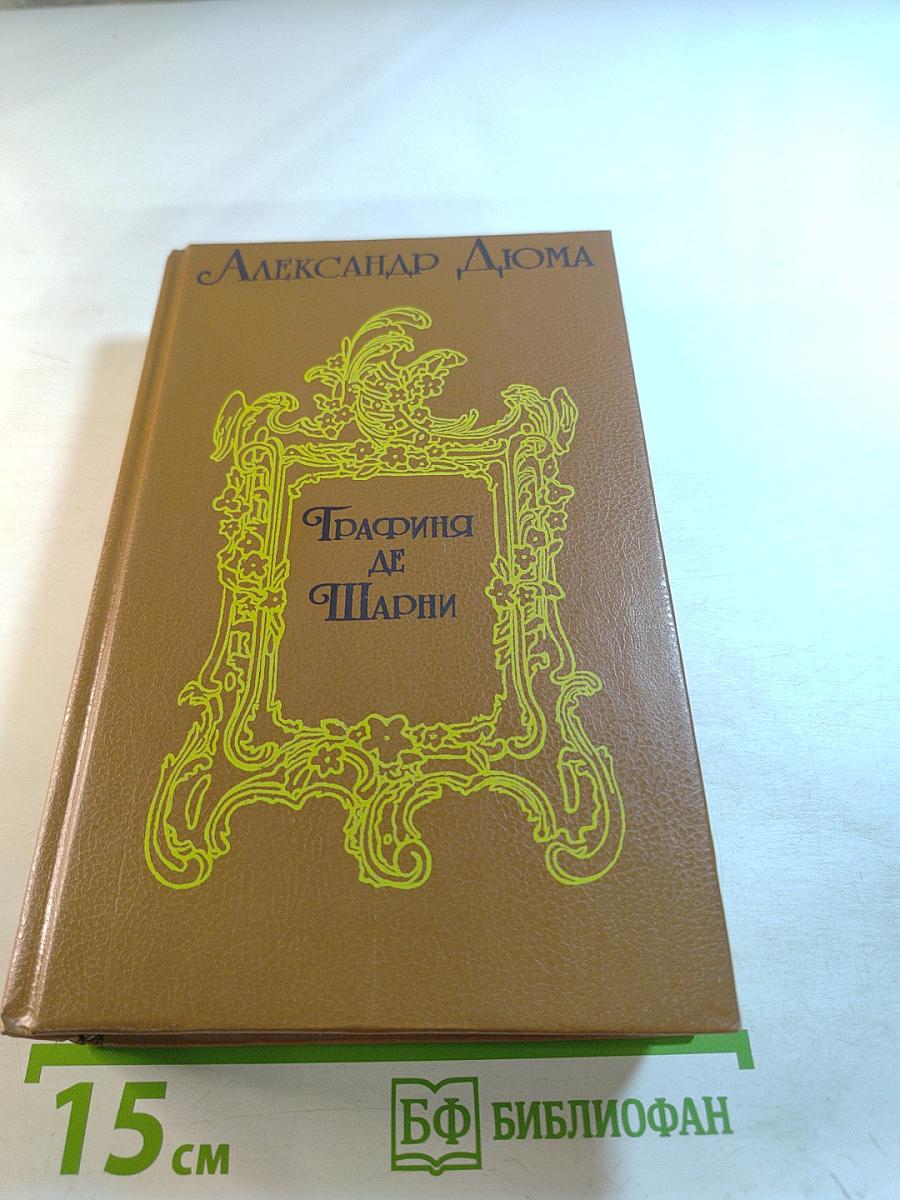 Александр Дюма
Графиня
де
Шарни
15 см
БФ БИБЛИОФАН